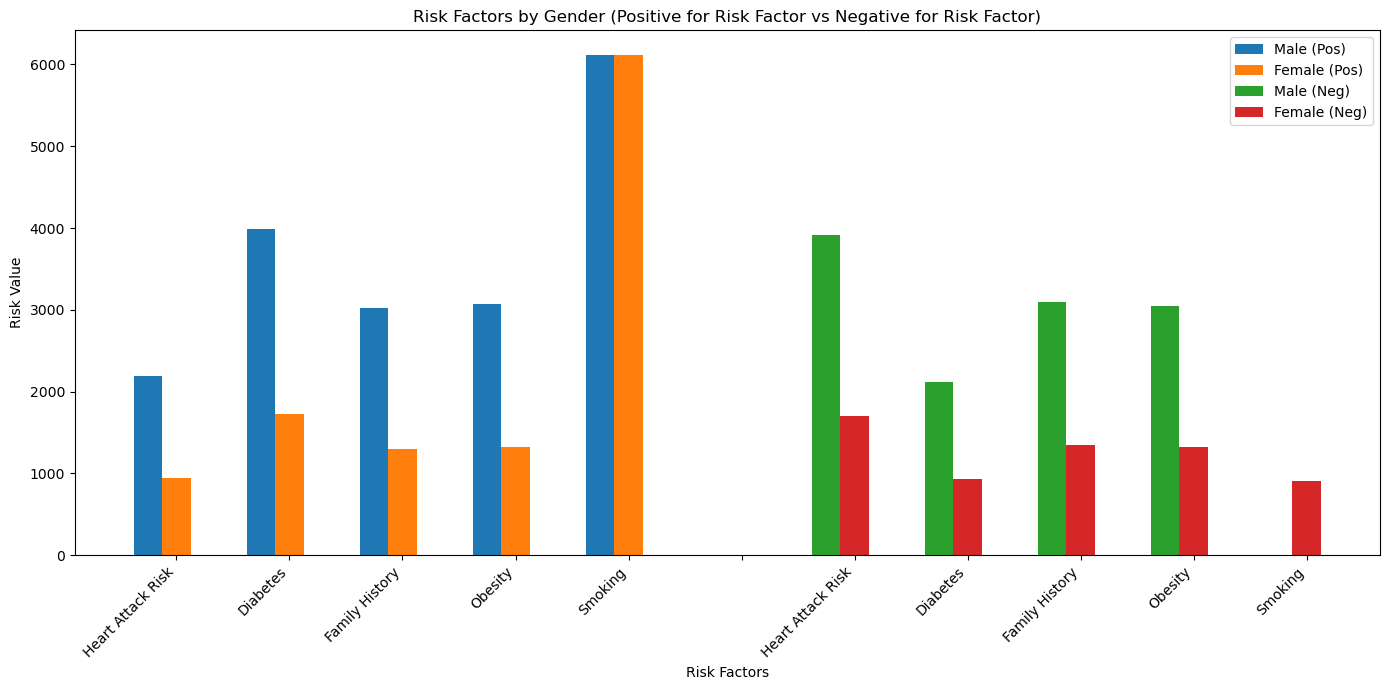 Risk Factors by Gender (Positive for Risk Factor vs Negative for Risk Factor)
Male (Pos)
Female (Pos)
Male (Neg)
Female (Neg)
Risk Value
6000
5000
4000
3000
2000
1000
0
Heart Attack Risk
Diabetes
Family History
Obesity
Smoking
Heart Attack Risk
Diabetes
Family History
Obesity
Smoking
Risk Factors